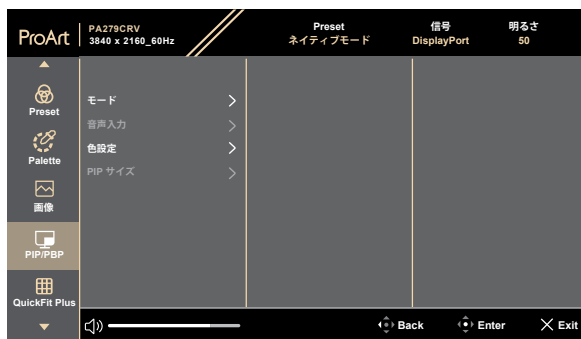 ProArt
PA279CRV
3840 x 2160_60Hz
Preset
ネイティブモード
信号
DisplayPort
明るさ
50
Preset
Palette
画像
PIP/PBP
QuickFit Plus
モード
音声入力
色設定
PIP サイズ
Back
Enter
Exit